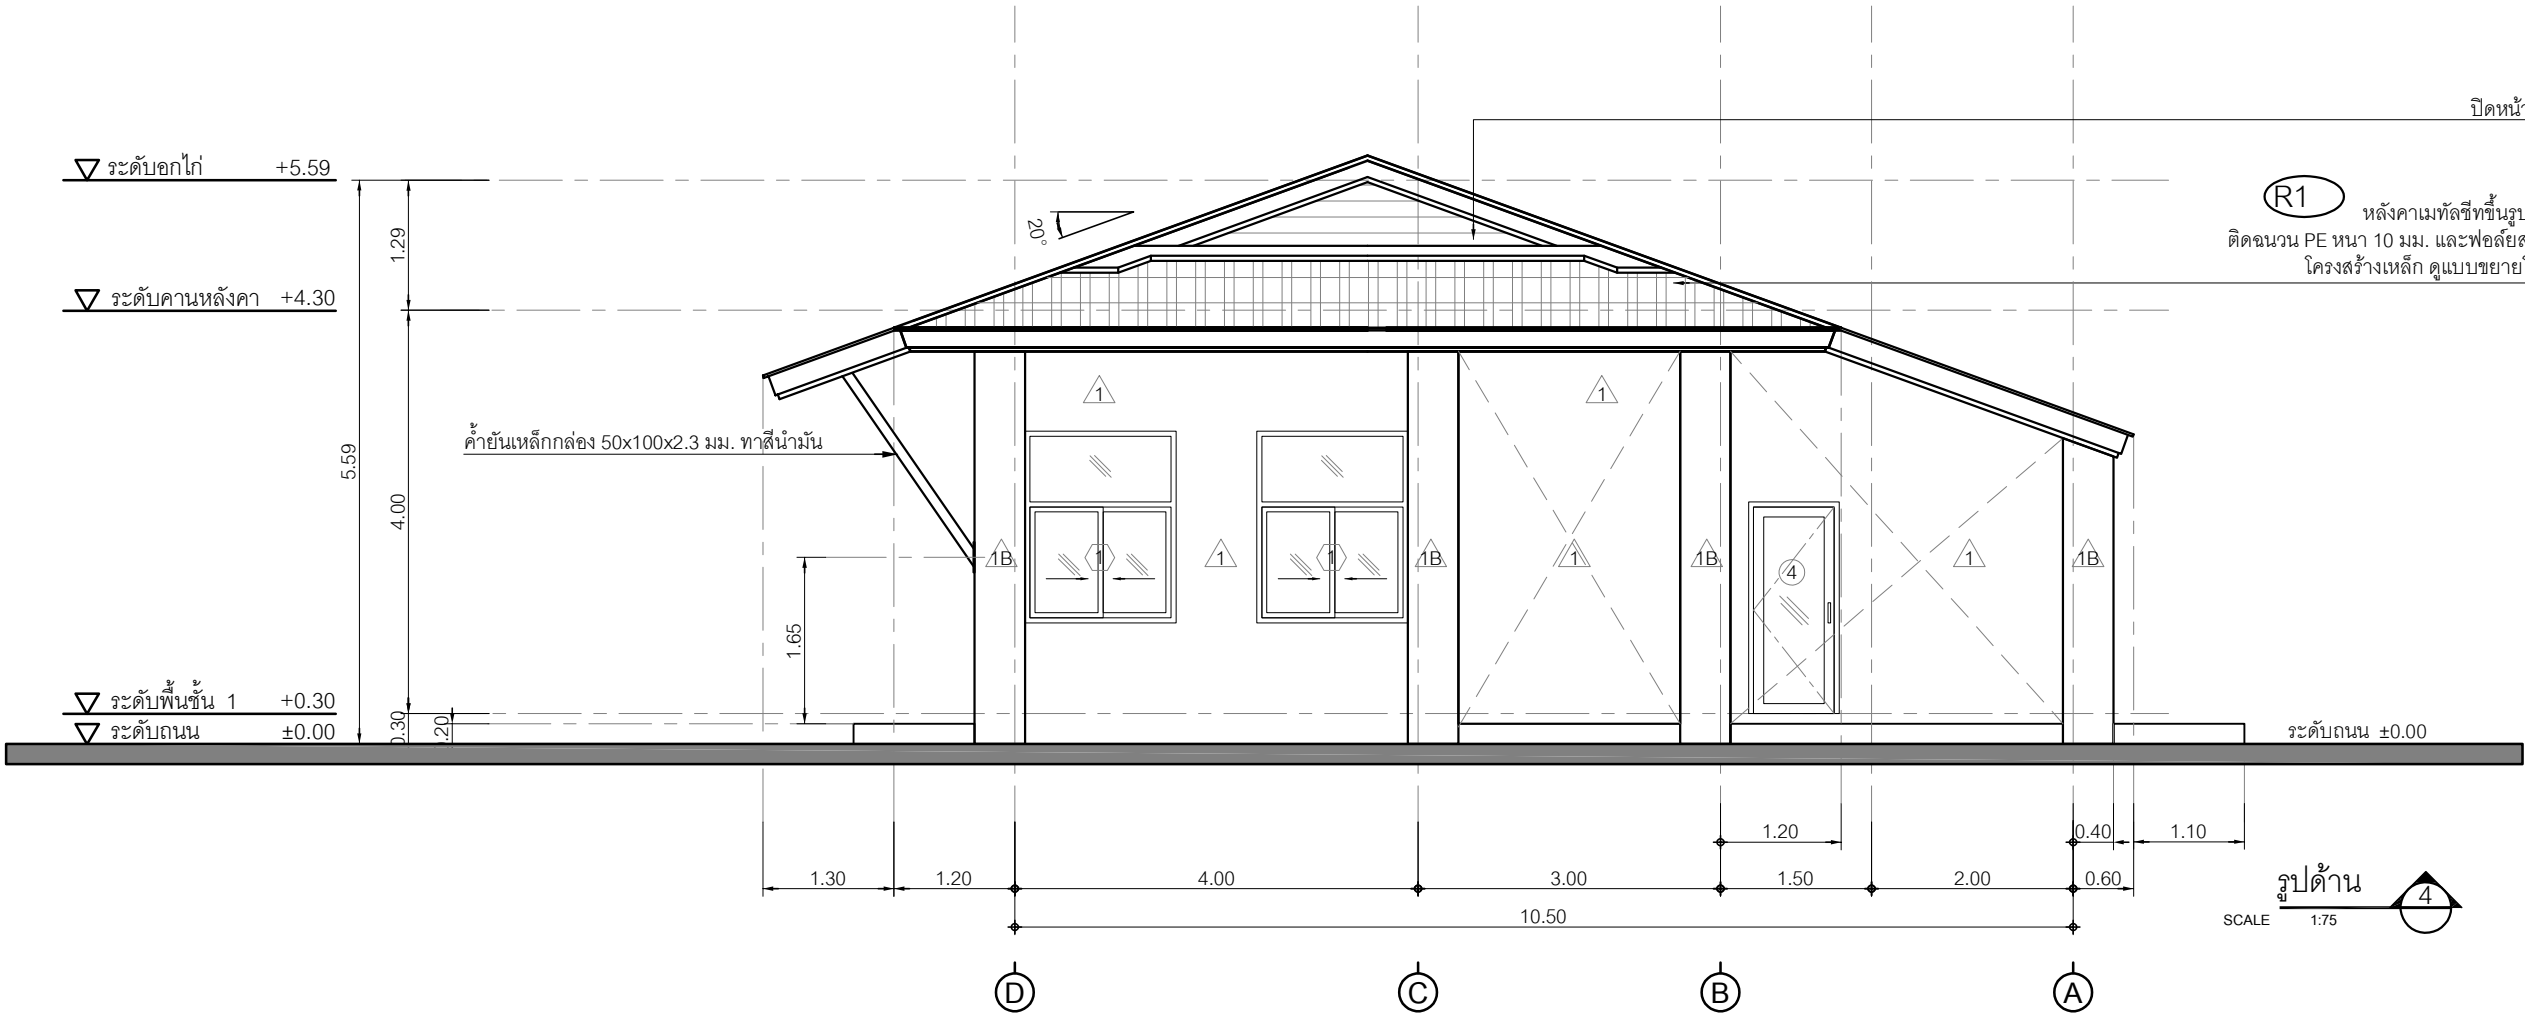 ปิดหน้า
ระดับอกไก่ +5.59
R1
หลังคาเมทัลชีทขึ้นรูป
ติดฉนวน PE หนา 10 มม. และฟอล์ยส
โครงสร้างเหล็ก ดูแบบขยายโ
20°
1.29
ระดับคานหลังคา +4.30
1
1
ค้ำยันเหล็กกล่อง 50x100x2.3 มม. ทาสีน้ำมัน
5.59
4.00
1B
1
1
1
1B
1
1B
4
1
1B
1.65
ระดับพื้นชั้น 1 +0.30
ระดับถนน ±0.00
0.30
.20
ระดับถนน ±0.00
1.20
0.40
1.10
1.30
1.20
4.00
3.00
1.50
2.00
0.60
10.50
รูปด้าน
4
SCALE 1:75
D
C
B
A